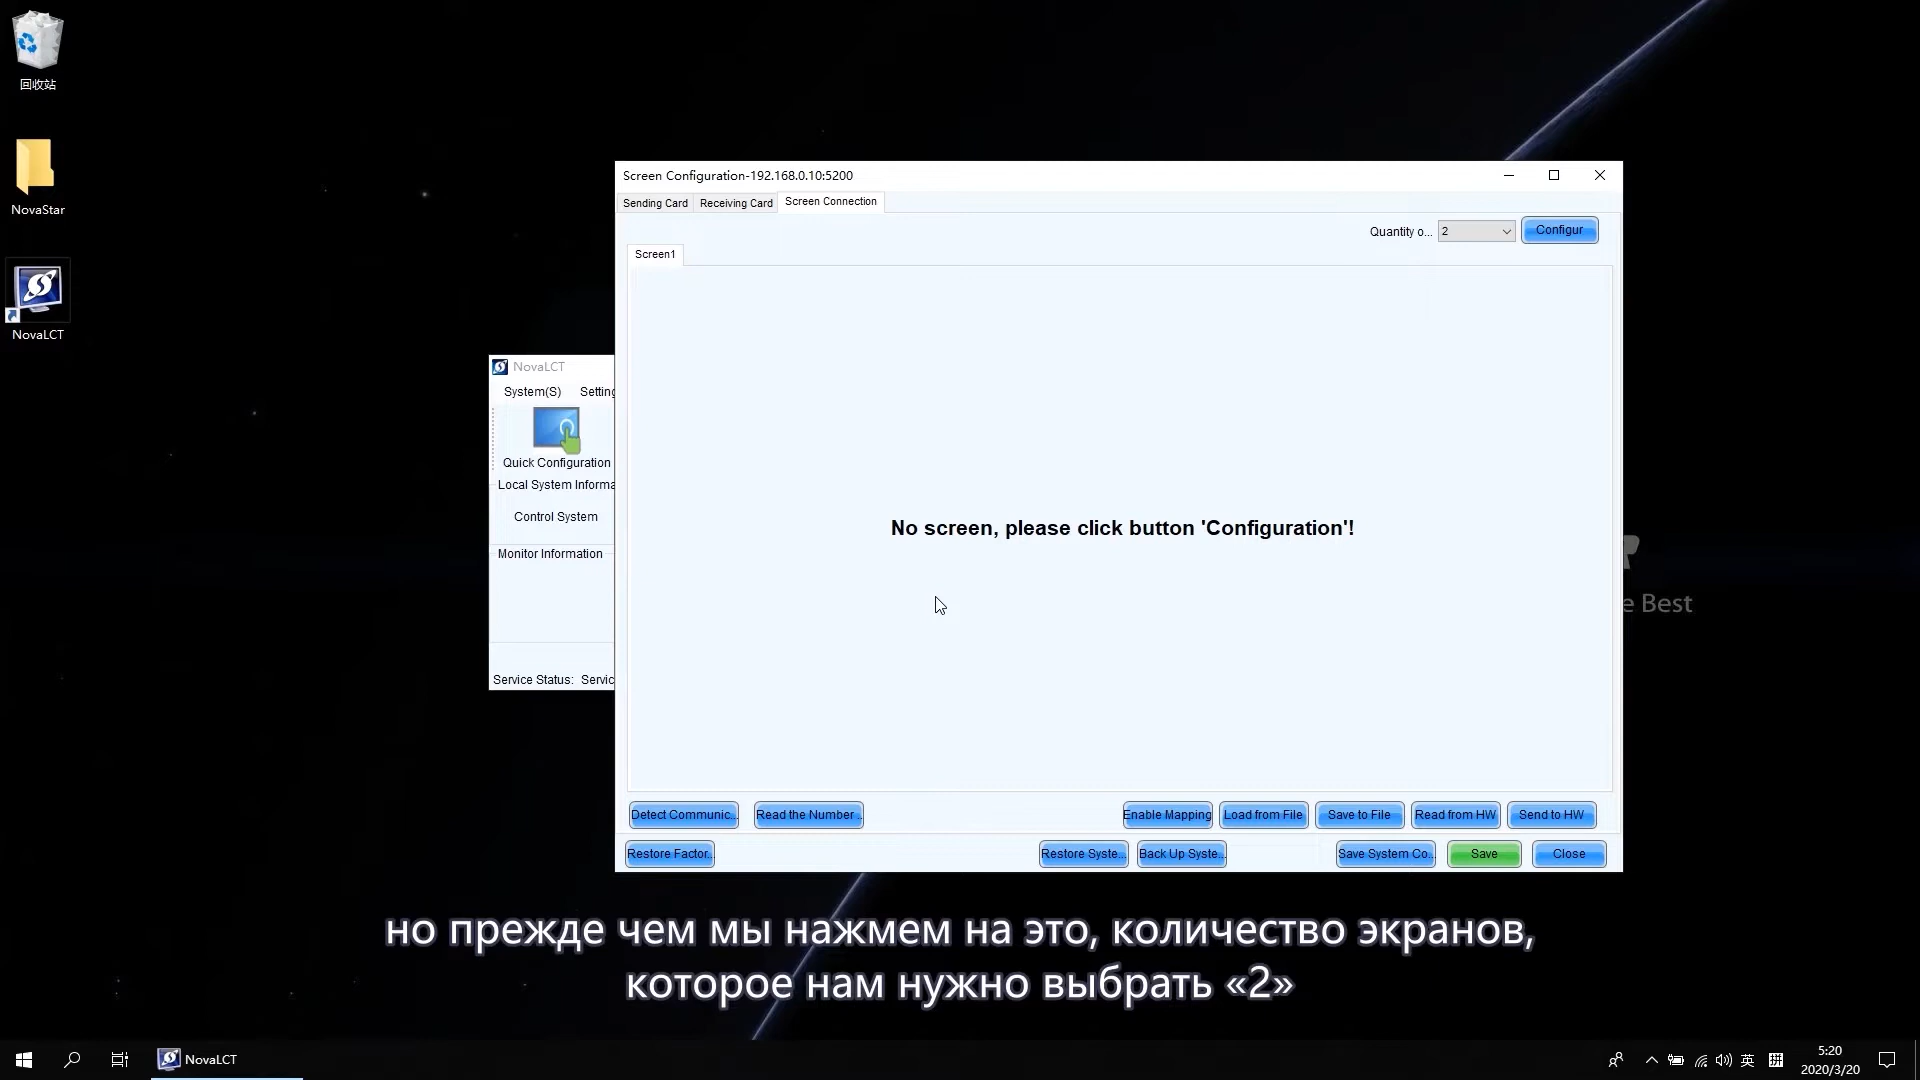 回收站
NovaStar
NovaLCT
NovaLCT
System(S) Setting
Quick Configuration
Local System Informa
Control System
Monitor Information
Service Status: Servic
Screen Configuration-192.168.0.10:5200
Sending Card Receiving Card Screen Connection
Quantity o... 2 Configur
Screen1
No screen, please click button 'Configuration'!
Detect Communic... Read the Number ... Enable Mapping Load from File Save to File Read from HW Send to HW
Restore Factor... Restore Syste... Back Up Syste... Save System Co... Save Close
e Best
но прежде чем мы нажмем на это, количество экранов,
которое нам нужно выбрать «2»
NovaLCT
英
5:20
2020/3/20